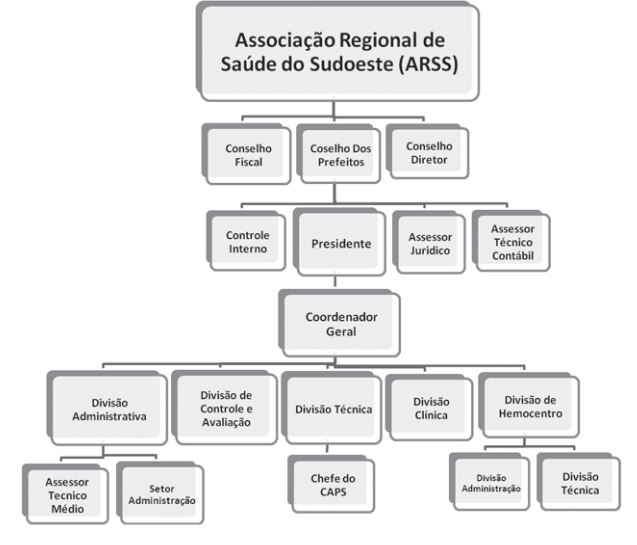 Associação Regional de
Saúde do Sudoeste (ARSS)
Conselho
Fiscal
Coselho Dos
Prefeitos
Conselho
Diretor
Controle
Interno
Presidente
Assessor
Juridico
Assessor
Técnico
Contábil
Coordenador
Geral
Divisão
Administrativa
Divisão de
Controle e
Avaliação
Divisão Técnica
Divisão
Clínica
Divisão de
Hemocentro
Assessor
Tecnico
Médio
Setor
Administração
Chefe do
CAPS
Divisão
Administração
Divisão
Técnica